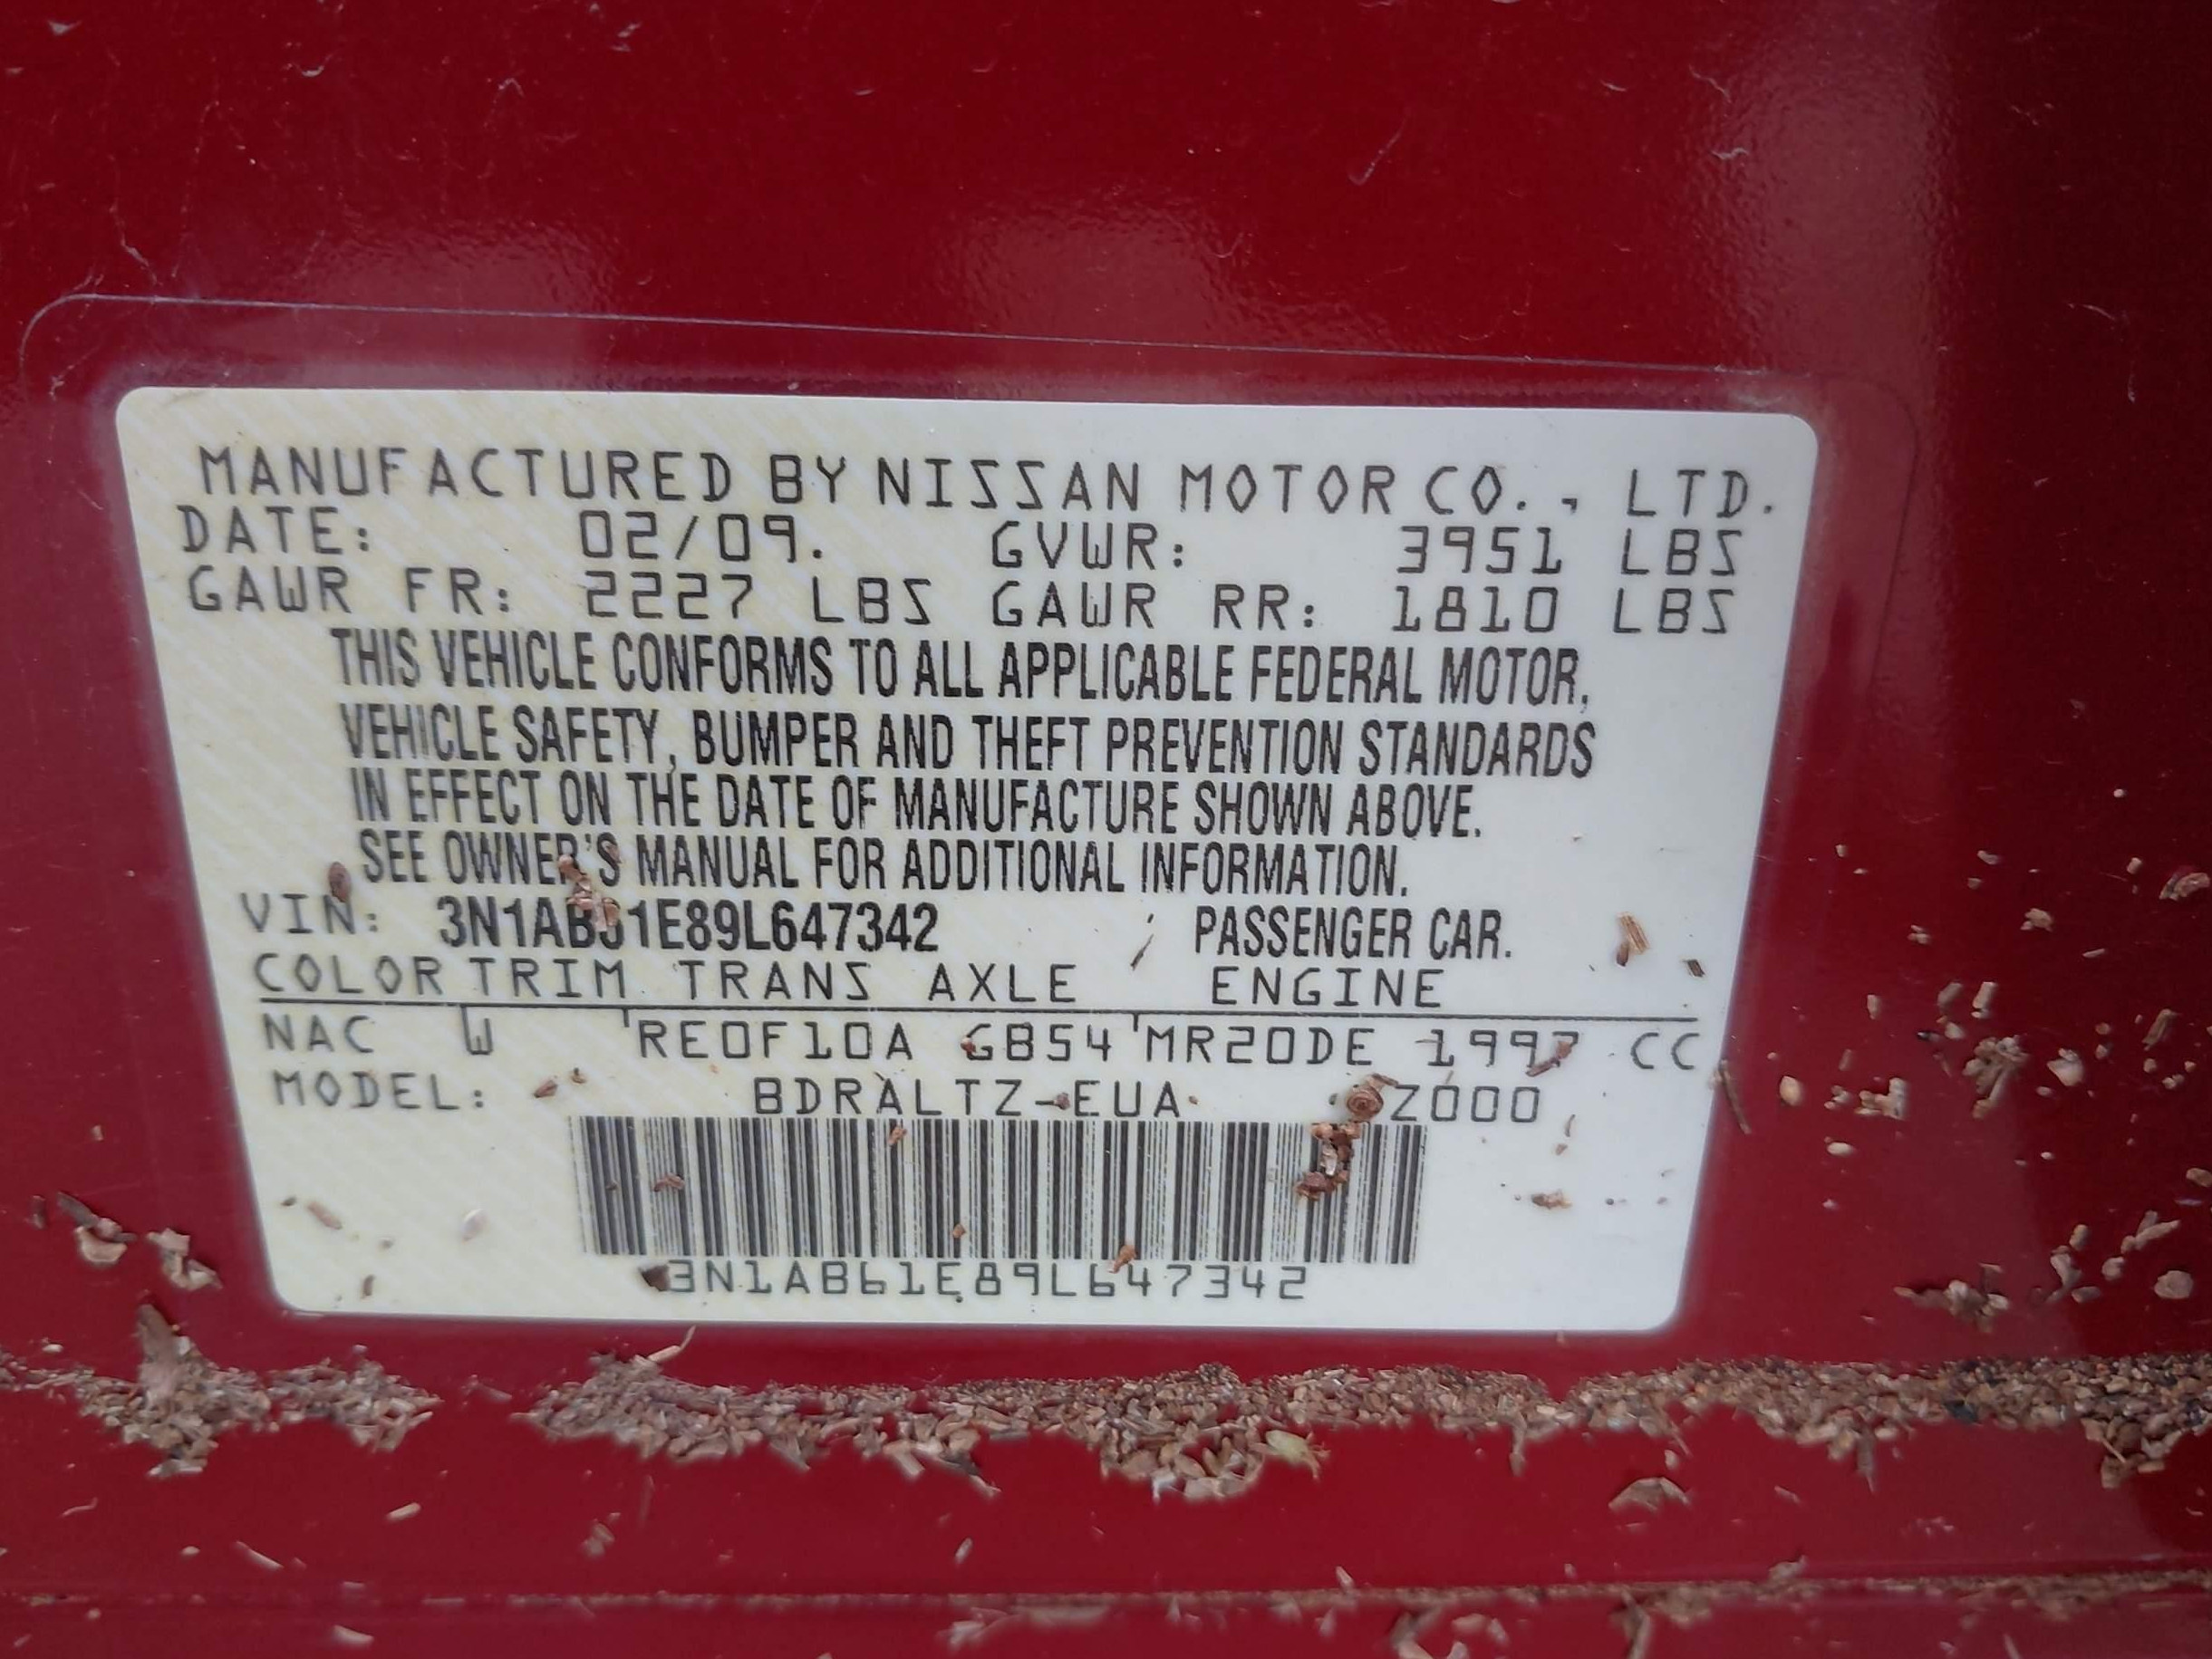 MANUFACTURED BY NISSAN MOTOR CO., LTD.
DATE: 02/09. GVWR: 3951 LBS
GAWR FR: 2227 LBS GAWR RR: 1810 LBS
THIS VEHICLE CONFORMS TO ALL APPLICABLE FEDERAL MOTOR,
VEHICLE SAFETY, BUMPER AND THEFT PREVENTION STANDARDS
IN EFFECT ON THE DATE OF MANUFACTURE SHOWN ABOVE.
SEE OWNER'S MANUAL FOR ADDITIONAL INFORMATION.
VIN: 3N1AB61E89L647342 PASSENGER CAR.
COLOR TRIM TRANS AXLE ENGINE
NAC W RE0F10A GB54 MR20DE 1997 CC
MODEL: BDRALTZ-EUA Z000
3N1AB61E89L647342